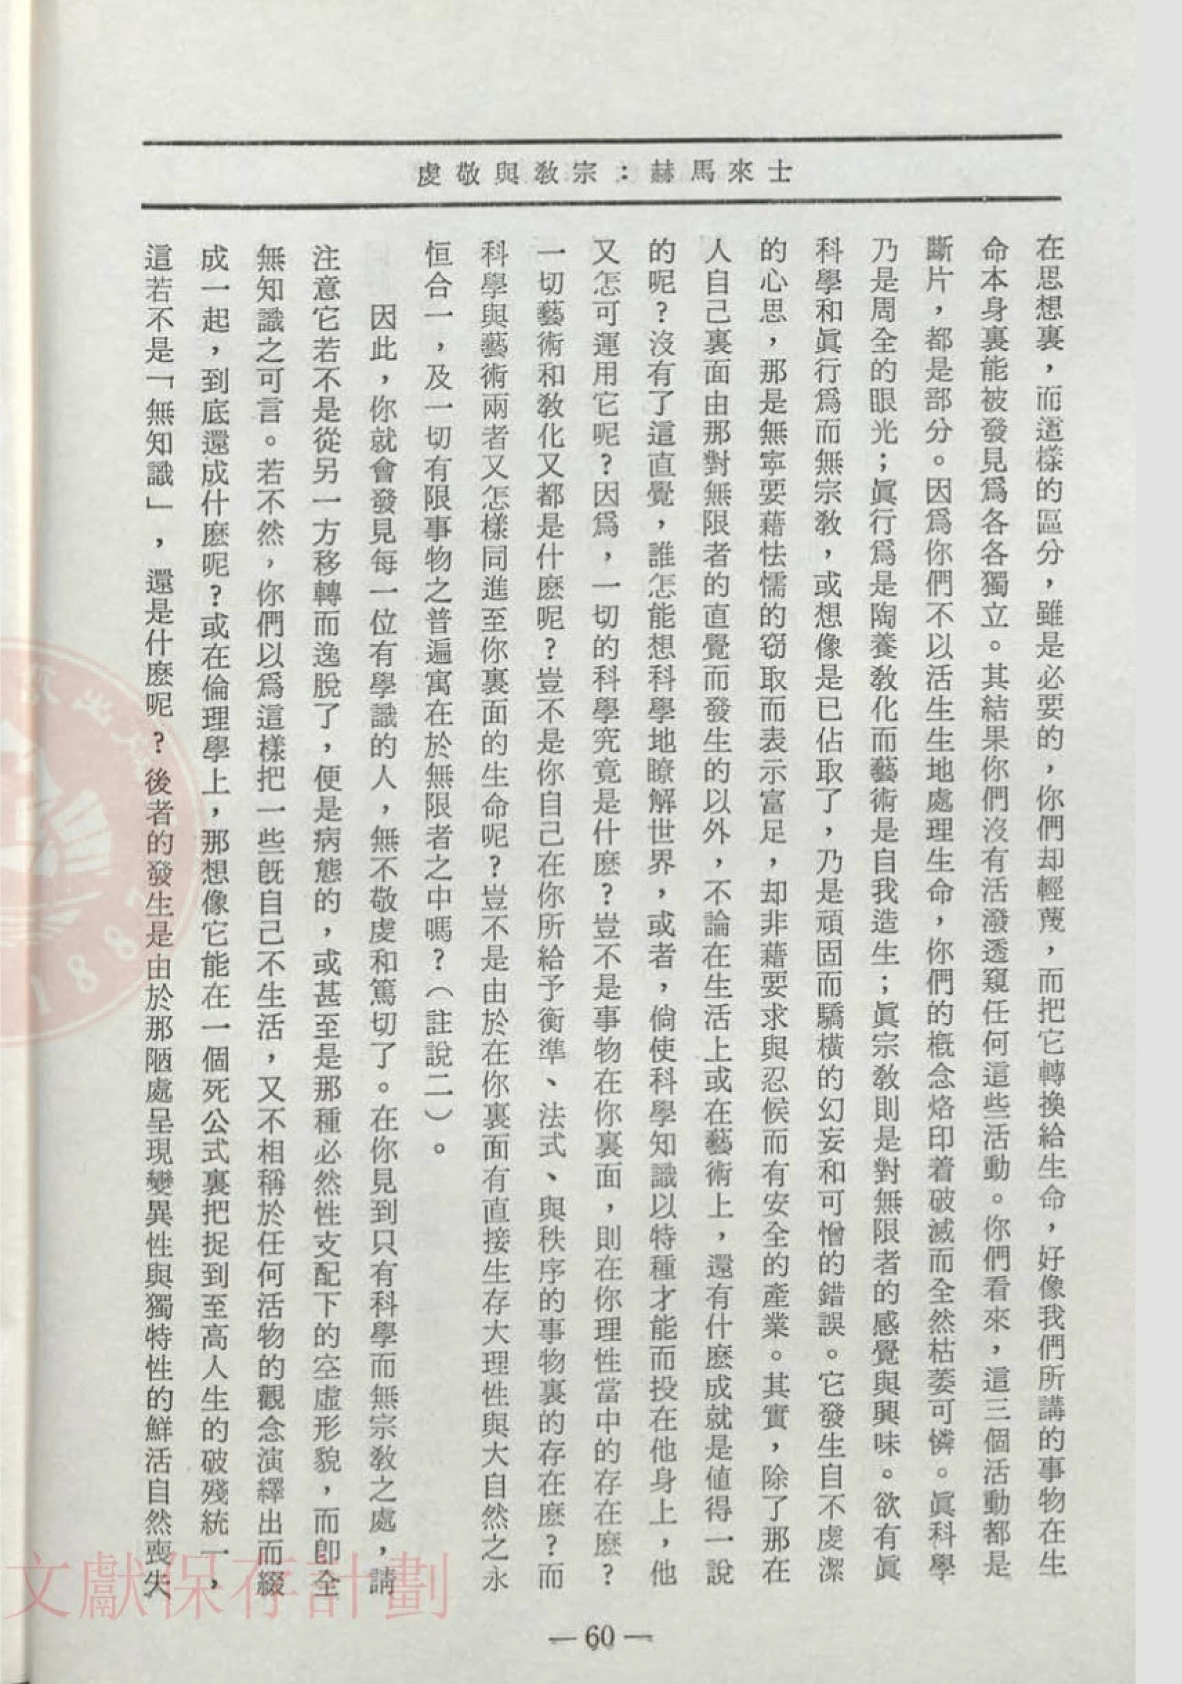 士來馬赫：宗教與敬虔
在思想裏，而這樣的區分，雖是必要的，你們却輕蔑，而把它轉換給生命，好像我們所講的事物在生
命本身裏能被發見爲各各獨立。其結果你們沒有活潑透窺任何這些活動。你們看來，這三個活動都是
斷片，都是部分。因爲你們不以活生生地處理生命，你們的概念烙印着破滅而全然枯萎可憐。眞科學
乃是周全的眼光；眞行爲是陶養教化而藝術是自我造生；眞宗教則是對無限者的感覺與興味。欲有眞
科學和眞行爲而無宗教，或想像是已佔取了，乃是頑固而驕橫的幻妄和可憎的錯誤。它發生自不虔潔
的心思，那是無寧要藉怯懦的窃取而表示富足，却非藉要求與忍候而有安全的產業。其實，除了那在
人自己裏面由那對無限者的直覺而發生的以外，不論在生活上或在藝術上，還有什麽成就是値得一說
的呢？沒有了這直覺，誰怎能想科學地瞭解世界，或者，倘使科學知識以特種才能而投在他身上，他
又怎可運用它呢？因爲，一切的科學究竟是什麽？豈不是事物在你裏面，則在你理性當中的存在麽？
一切藝術和教化又都是什麽呢？豈不是你自己在你所給予衡準、法式、與秩序的事物裏的存在麽？而
科學與藝術兩者又怎樣同進至你裏面的生命呢？豈不是由於在你裏面有直接生存大理性與大自然之永
恒合一，及一切有限事物之普遍寓在於無限者之中嗎？（註說二）。
因此，你就會發見每一位有學識的人，無不敬虔和篤切了。在你見到只有科學而無宗教之處，請
注意它若不是從另一方移轉而逸脫了，便是病態的，或甚至是那種必然性支配下的空虛形貌，而卽全
無知識之可言。若不然，你們以爲這樣把一些旣自己不生活，又不相稱於任何活物的觀念演繹出而綴
成一起，到底還成什麽呢？或在倫理學上，那想像它能在一個死公式裏把捉到至高人生的破殘統一，
這若不是「無知識」，還是什麽呢？後者的發生是由於那陋處呈現變異性與獨特性的鮮活自然喪失
— 60 —
文獻保存計劃
188